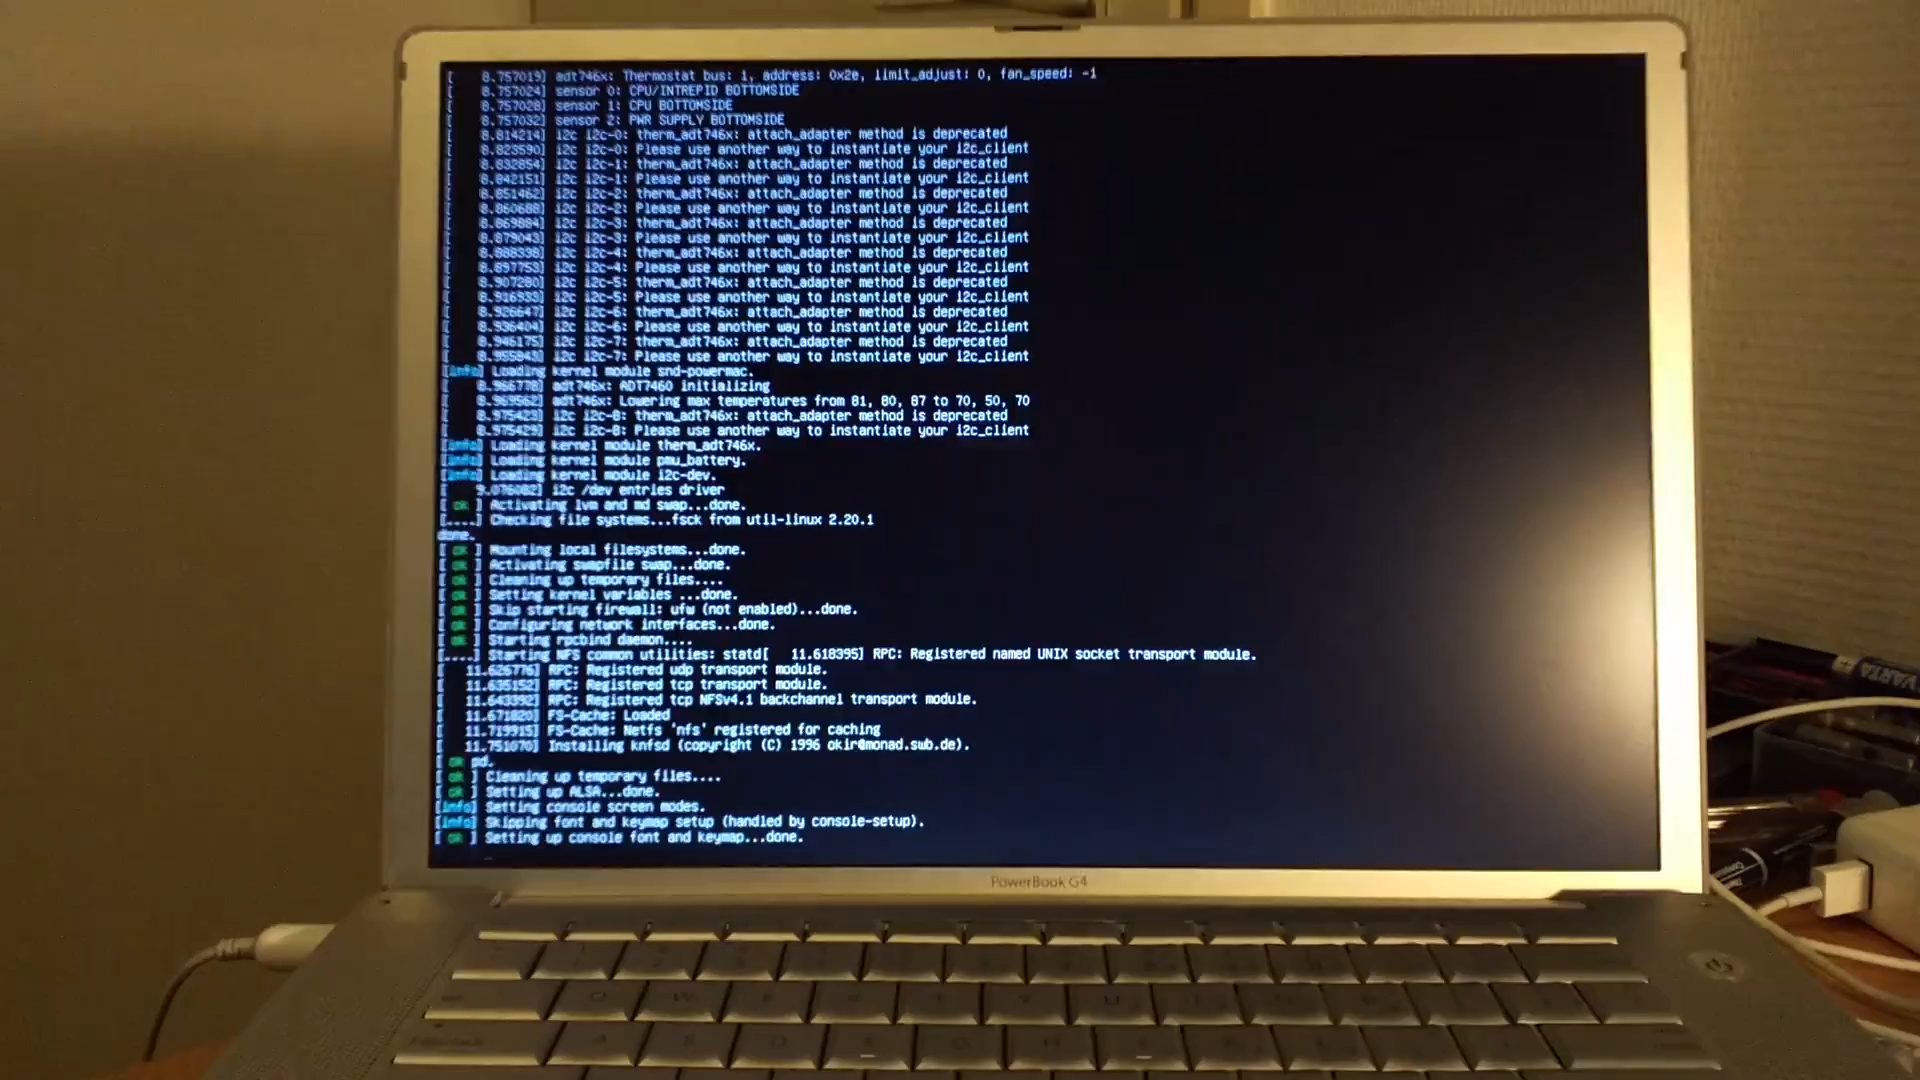 [    8.757019] adt746x: Thermostat bus: 1, address: 0x2e, limit_adjust: 0, fan_speed: -1
[    8.757024] sensor 0: CPU/INTREPID BOTTOMSIDE
[    8.757028] sensor 1: CPU BOTTOMSIDE
[    8.757032] sensor 2: PWR SUPPLY BOTTOMSIDE
[    8.814214] i2c i2c-0: therm_adt746x: attach_adapter method is deprecated
[    8.823590] i2c i2c-0: Please use another way to instantiate your i2c_client
[    8.832854] i2c i2c-1: therm_adt746x: attach_adapter method is deprecated
[    8.842151] i2c i2c-1: Please use another way to instantiate your i2c_client
[    8.851462] i2c i2c-2: therm_adt746x: attach_adapter method is deprecated
[    8.860688] i2c i2c-2: Please use another way to instantiate your i2c_client
[    8.869884] i2c i2c-3: therm_adt746x: attach_adapter method is deprecated
[    8.879043] i2c i2c-3: Please use another way to instantiate your i2c_client
[    8.888338] i2c i2c-4: therm_adt746x: attach_adapter method is deprecated
[    8.897753] i2c i2c-4: Please use another way to instantiate your i2c_client
[    8.907280] i2c i2c-5: therm_adt746x: attach_adapter method is deprecated
[    8.916933] i2c i2c-5: Please use another way to instantiate your i2c_client
[    8.926647] i2c i2c-6: therm_adt746x: attach_adapter method is deprecated
[    8.936404] i2c i2c-6: Please use another way to instantiate your i2c_client
[    8.946175] i2c i2c-7: therm_adt746x: attach_adapter method is deprecated
[    8.955843] i2c i2c-7: Please use another way to instantiate your i2c_client
[info] Loading kernel module snd-powermac.
[    8.966778] adt746x: ADT7460 initializing
[    8.969562] adt746x: Lowering max temperatures from 81, 80, 87 to 70, 50, 70
[    8.975423] i2c i2c-8: therm_adt746x: attach_adapter method is deprecated
[    8.975429] i2c i2c-8: Please use another way to instantiate your i2c_client
[info] Loading kernel module therm_adt746x.
[info] Loading kernel module pmu_battery.
[info] Loading kernel module i2c-dev.
[    9.076082] i2c /dev entries driver
[ ok ] Activating lvm and md swap...done.
[....] Checking file systems...fsck from util-linux 2.20.1
done.
[ ok ] Mounting local filesystems...done.
[ ok ] Activating swapfile swap...done.
[ ok ] Cleaning up temporary files....
[ ok ] Setting kernel variables ...done.
[ ok ] Skip starting firewall: ufw (not enabled)...done.
[ ok ] Configuring network interfaces...done.
[ ok ] Starting rpcbind daemon....
[....] Starting NFS common utilities: statd[   11.618395] RPC: Registered named UNIX socket transport module.
[   11.626776] RPC: Registered udp transport module.
[   11.635152] RPC: Registered tcp transport module.
[   11.643392] RPC: Registered tcp NFSv4.1 backchannel transport module.
[   11.671820] FS-Cache: Loaded
[   11.719915] FS-Cache: Netfs 'nfs' registered for caching
[   11.751070] Installing knfsd (copyright (C) 1996 okir@monad.swb.de).
[ ok pd.
[ ok ] Cleaning up temporary files....
[ ok ] Setting up ALSA...done.
[info] Setting console screen modes.
[info] Skipping font and keymap setup (handled by console-setup).
[ ok ] Setting up console font and keymap...done.
PowerBook G4
VARTA